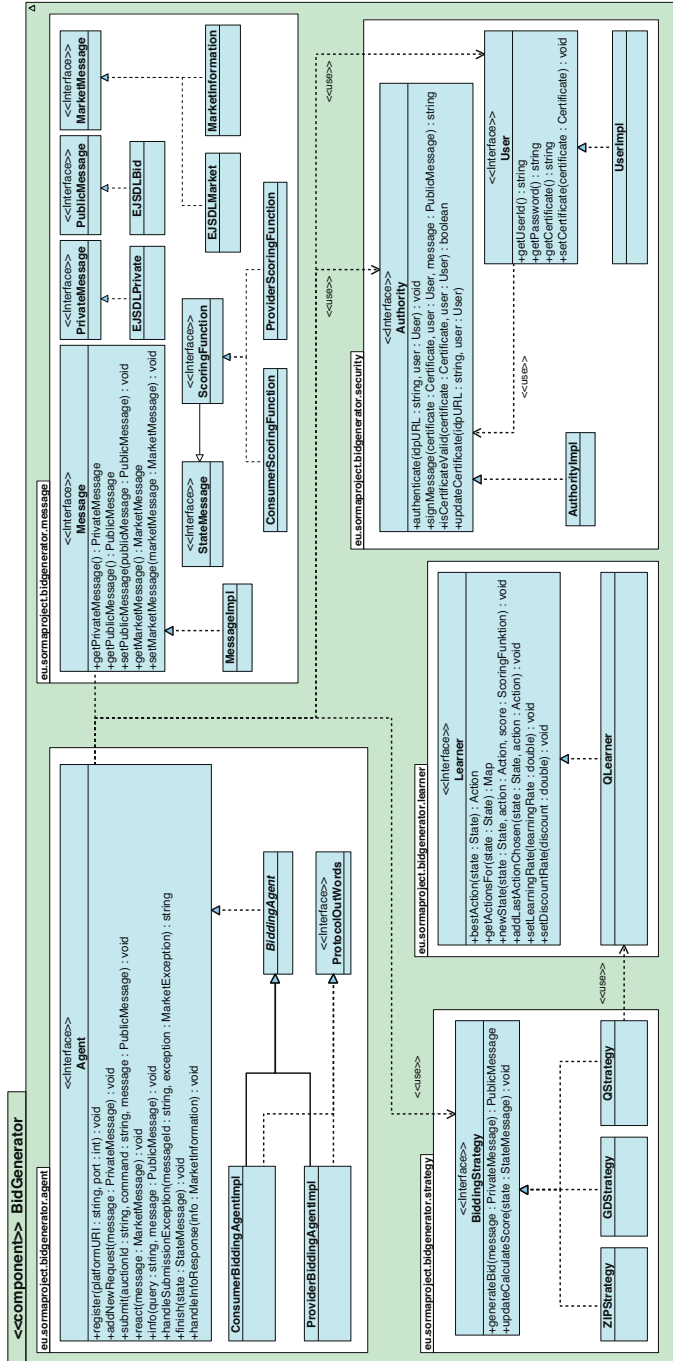 <<component>> BidGenerator
eu.sormaproject.bidgenerator.agent
<<Interface>>
Agent
+register(platformURI : string, port : int) : void
+addNewRequest(message : PrivateMessage) : void
+submit(auctionId : string, command : string, message : PublicMessage) : void
+react(message : MarketMessage) : void
+info(query : string, message : PublicMessage) : void
+handleSubmissionException(messageId : string, exception : MarketException) : string
+finish(state : StateMessage) : void
+handleInfoResponse(info : MarketInformation) : void
BiddingAgent
<<Interface>>
ProtocolOutWords
ConsumerBiddingAgentImpl
ProviderBiddingAgentImpl
eu.sormaproject.bidgenerator.message
<<Interface>>
Message
+getPrivateMessage() : PrivateMessage
+getPublicMessage() : PublicMessage
+setPublicMessage(publicMessage : PublicMessage) : void
+getMarketMessage() : MarketMessage
+setMarketMessage(marketMessage : MarketMessage) : void
MessageImpl
<<Interface>>
PrivateMessage
<<Interface>>
PublicMessage
<<Interface>>
MarketMessage
EJSDLPrivate
EJSDLBid
EJSDLMarket
MarketInformation
<<Interface>>
StateMessage
<<Interface>>
ScoringFunction
ConsumerScoringFunction
ProviderScoringFunction
<<use>>
<<use>>
<<use>>
eu.sormaproject.bidgenerator.strategy
<<Interface>>
BiddingStrategy
+generateBid(message : PrivateMessage) : PublicMessage
+updateCalculateScore(state : StateMessage) : void
ZIPStrategy
GDStrategy
QStrategy
<<use>>
eu.sormaproject.bidgenerator.learner
<<Interface>>
Learner
+bestAction(state : State) : Action
+getActionsFor(state : State) : Map
+newState(state : State, action : Action, score : ScoringFunktion) : void
+addLastActionChosen(state : State, action : Action) : void
+setLearningRate(learningRate : double) : void
+setDiscountRate(discount : double) : void
QLearner
eu.sormaproject.bidgenerator.security
<<Interface>>
Authority
+authenticate(idpURL : string, user : User) : void
+signMessage(certificate : Certificate, user : User, message : PublicMessage) : string
+isCertificateValid(certificate : Certificate, user : User) : boolean
+updateCertificate(idpURL : string, user : User)
AuthorityImpl
<<use>>
<<Interface>>
User
+getUserId() : string
+getPassword() : string
+getCertificate() : string
+setCertificate(certificate : Certificate) : void
UserImpl